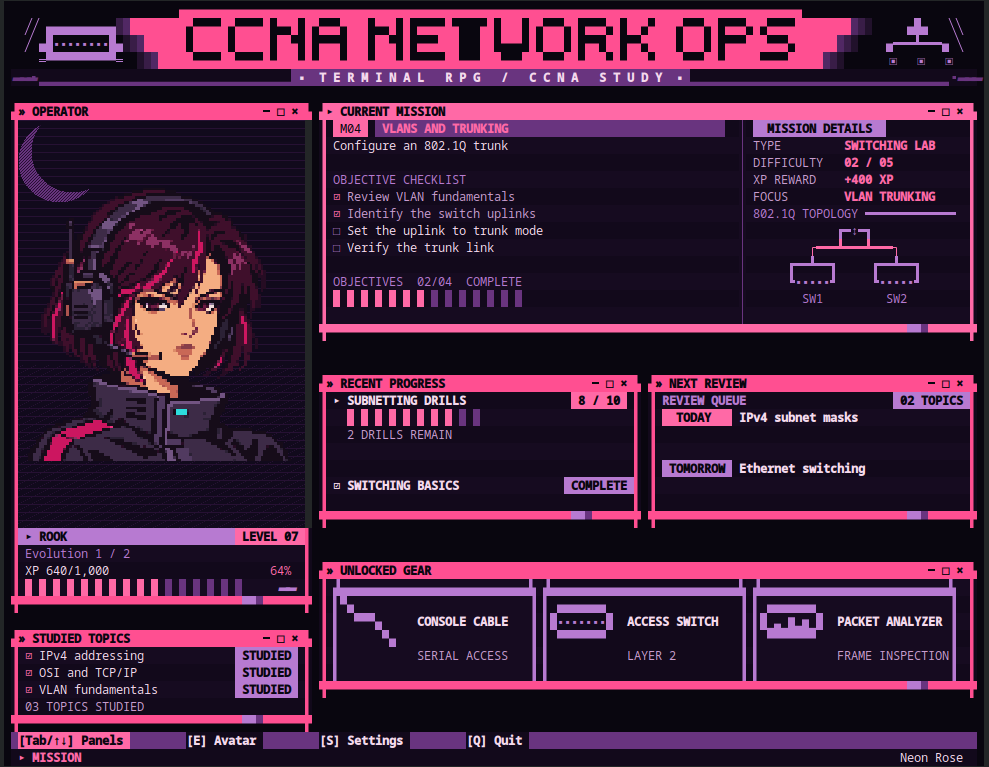 CCNA NETWORK OPS
• TERMINAL RPG / CCNA STUDY •
» OPERATOR
▸ ROOK LEVEL 07
Evolution 1 / 2
XP 640/1,000 64%
» STUDIED TOPICS
☑ IPv4 addressing STUDIED
☑ OSI and TCP/IP STUDIED
☑ VLAN fundamentals STUDIED
03 TOPICS STUDIED
▸ CURRENT MISSION
M04 VLANS AND TRUNKING
Configure an 802.1Q trunk
OBJECTIVE CHECKLIST
☑ Review VLAN fundamentals
☑ Identify the switch uplinks
☐ Set the uplink to trunk mode
☐ Verify the trunk link
OBJECTIVES 02/04 COMPLETE
MISSION DETAILS
TYPE SWITCHING LAB
DIFFICULTY 02 / 05
XP REWARD +400 XP
FOCUS VLAN TRUNKING
802.1Q TOPOLOGY
SW1 SW2
» RECENT PROGRESS
▸ SUBNETTING DRILLS 8 / 10
2 DRILLS REMAIN
☑ SWITCHING BASICS COMPLETE
» NEXT REVIEW
REVIEW QUEUE 02 TOPICS
TODAY IPv4 subnet masks
TOMORROW Ethernet switching
» UNLOCKED GEAR
CONSOLE CABLE
SERIAL ACCESS
ACCESS SWITCH
LAYER 2
PACKET ANALYZER
FRAME INSPECTION
[Tab/↑↓] Panels [E] Avatar [S] Settings [Q] Quit
▸ MISSION Neon Rose